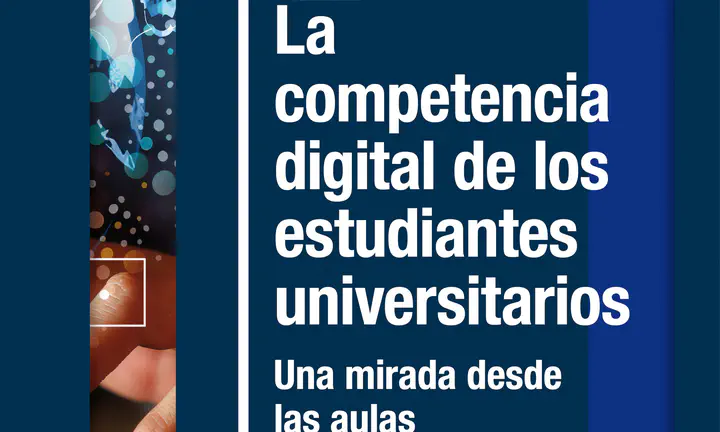 La
competencia
digital de los
estudiantes
universitarios
Una mirada desde
las aulas